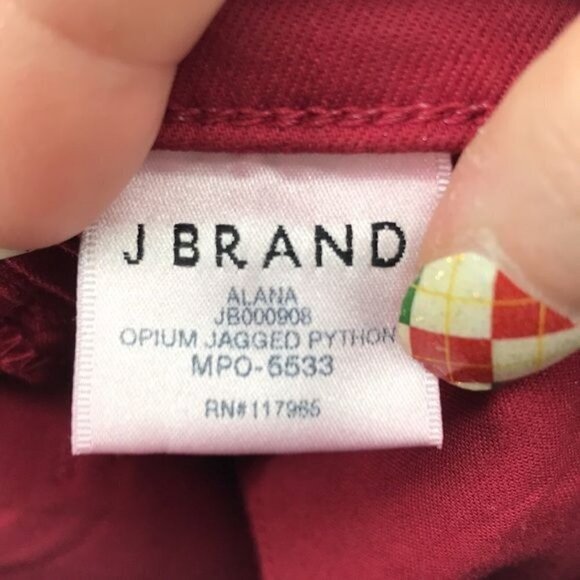 J BRAND
ALANA
JB000908
OPIUM JAGGED PYTHON
MPO-5533
RN#117965